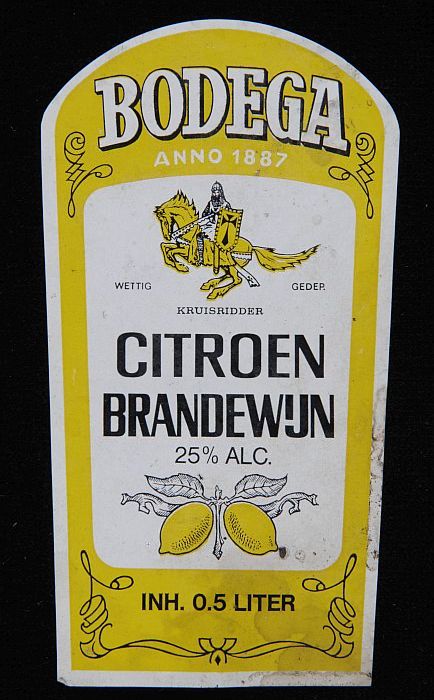 BODEGA
ANNO 1887
WETTIG GEDEP.
KRUISRIDDER
CITROEN
BRANDEWIJN
25% ALC.
INH. 0.5 LITER